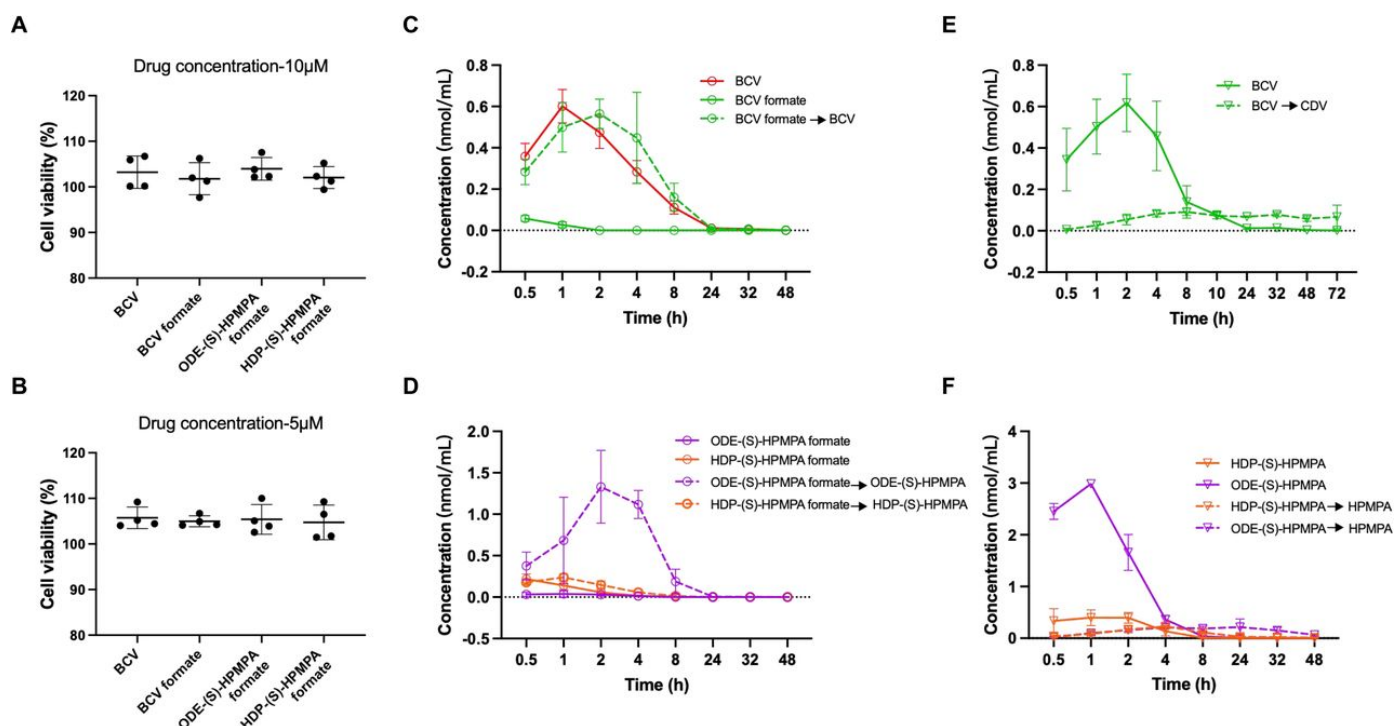 A
Drug concentration-10µM
Cell viability (%)
120
110
100
90
80
BCV
BCV formate
ODE-(S)-HPMPA
formate
HDP-(S)-HPMPA
formate
B
Drug concentration-5µM
Cell viability (%)
120
110
100
90
80
BCV
BCV formate
ODE-(S)-HPMPA
formate
HDP-(S)-HPMPA
formate
C
Concentration (nmol/mL)
0.8
0.6
0.4
0.2
0.0
-0.2
BCV
BCV formate
BCV formate → BCV
0.5 1 2 4 8 24 32 48
Time (h)
D
Concentration (nmol/mL)
2.0
1.5
1.0
0.5
0.0
-0.5
ODE-(S)-HPMPA formate
HDP-(S)-HPMPA formate
ODE-(S)-HPMPA formate → ODE-(S)-HPMPA
HDP-(S)-HPMPA formate → HDP-(S)-HPMPA
0.5 1 2 4 8 24 32 48
Time (h)
E
Concentration (nmol/mL)
0.8
0.6
0.4
0.2
0.0
-0.2
BCV
BCV → CDV
0.5 1 2 4 8 10 24 32 48 72
Time (h)
F
Concentration (nmol/mL)
4
3
2
1
0
HDP-(S)-HPMPA
ODE-(S)-HPMPA
HDP-(S)-HPMPA → HPMPA
ODE-(S)-HPMPA → HPMPA
0.5 1 2 4 8 24 32 48
Time (h)